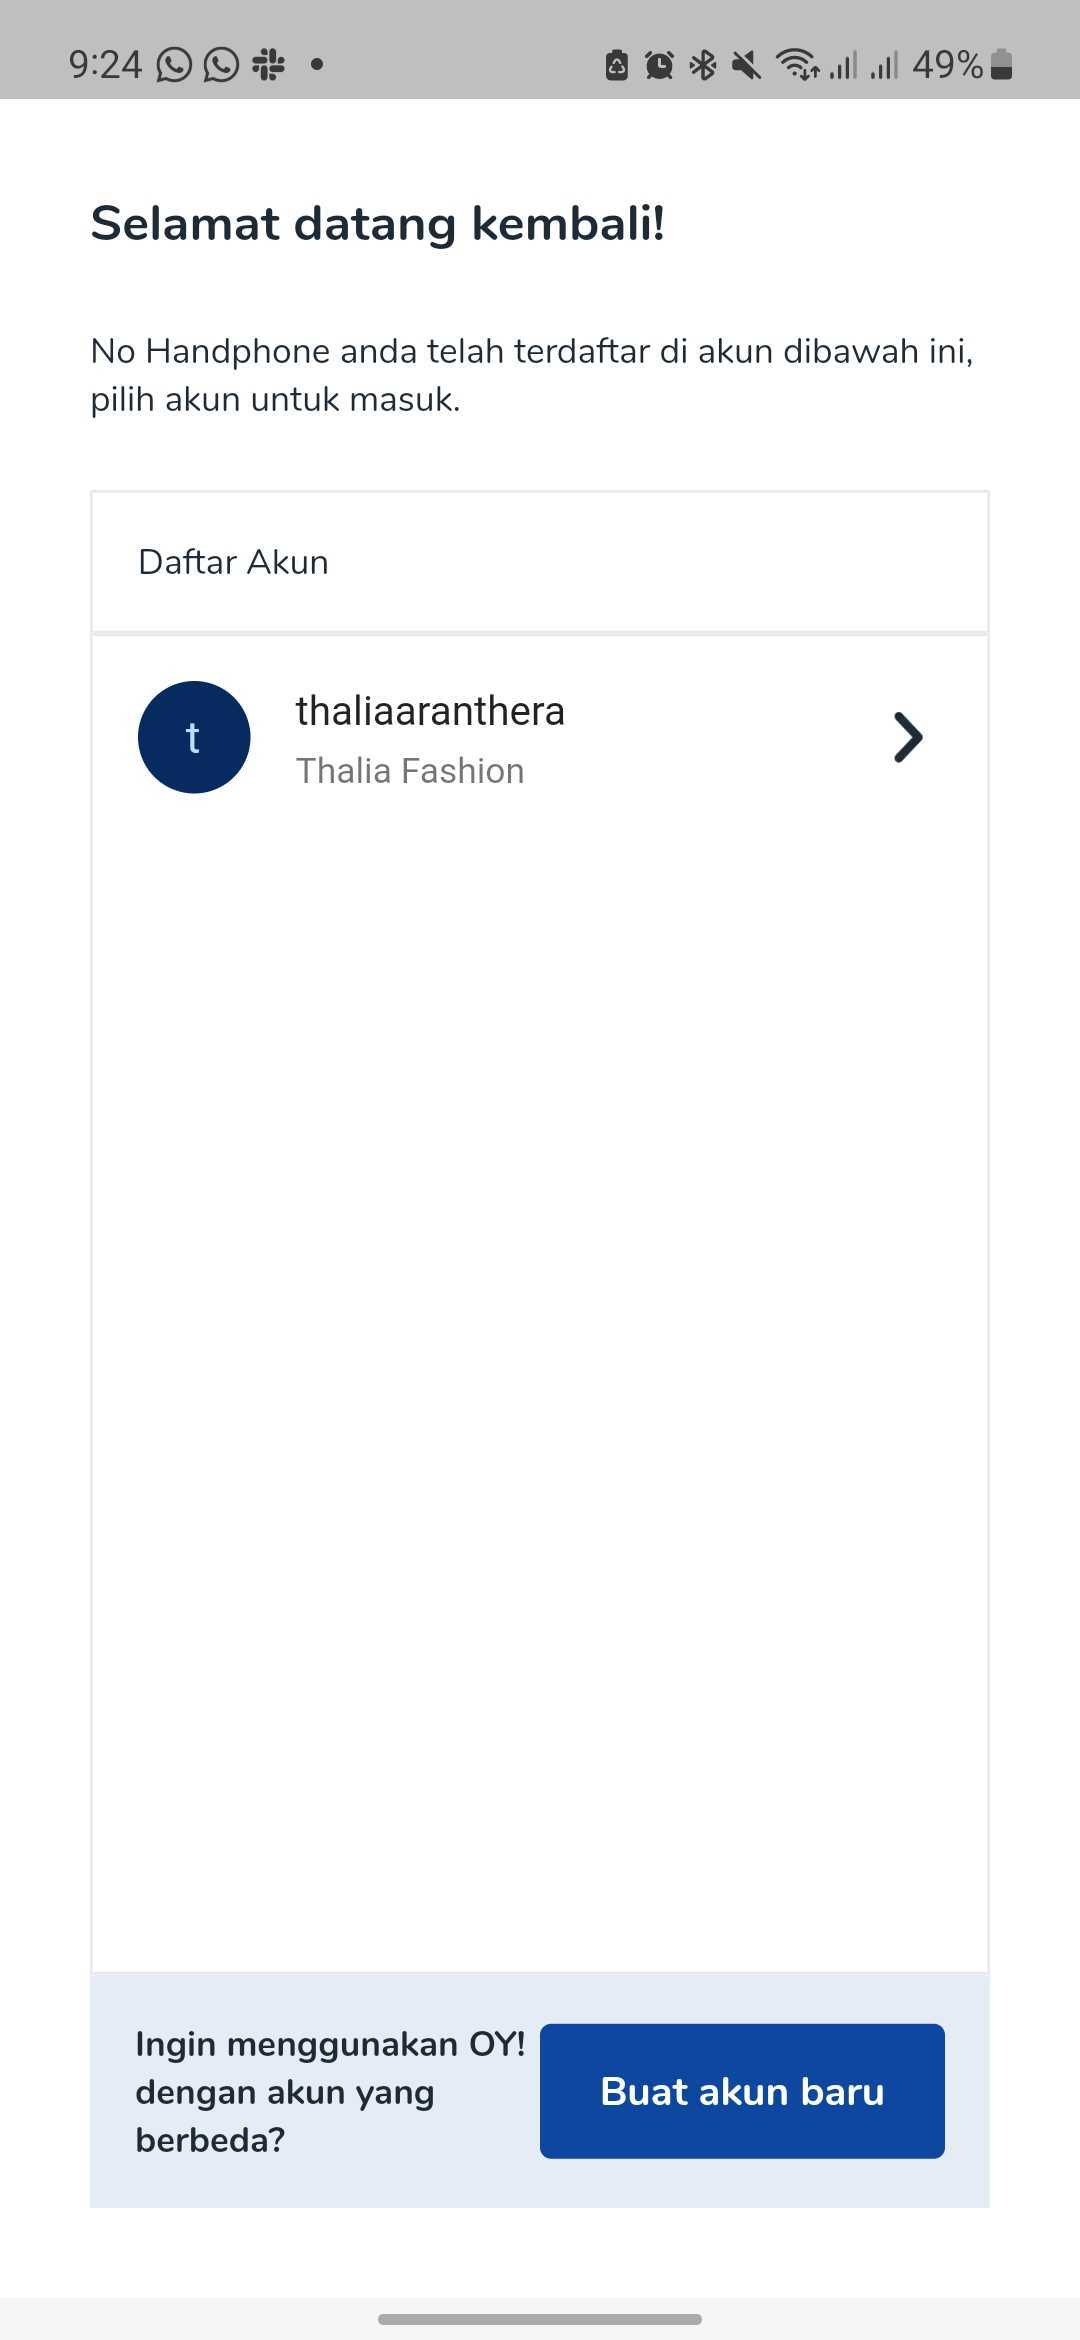 9:24 49%
Selamat datang kembali!
No Handphone anda telah terdaftar di akun dibawah ini,
pilih akun untuk masuk.
Daftar Akun
t
thaliaaranthera
Thalia Fashion
Ingin menggunakan OY!
dengan akun yang
berbeda?
Buat akun baru